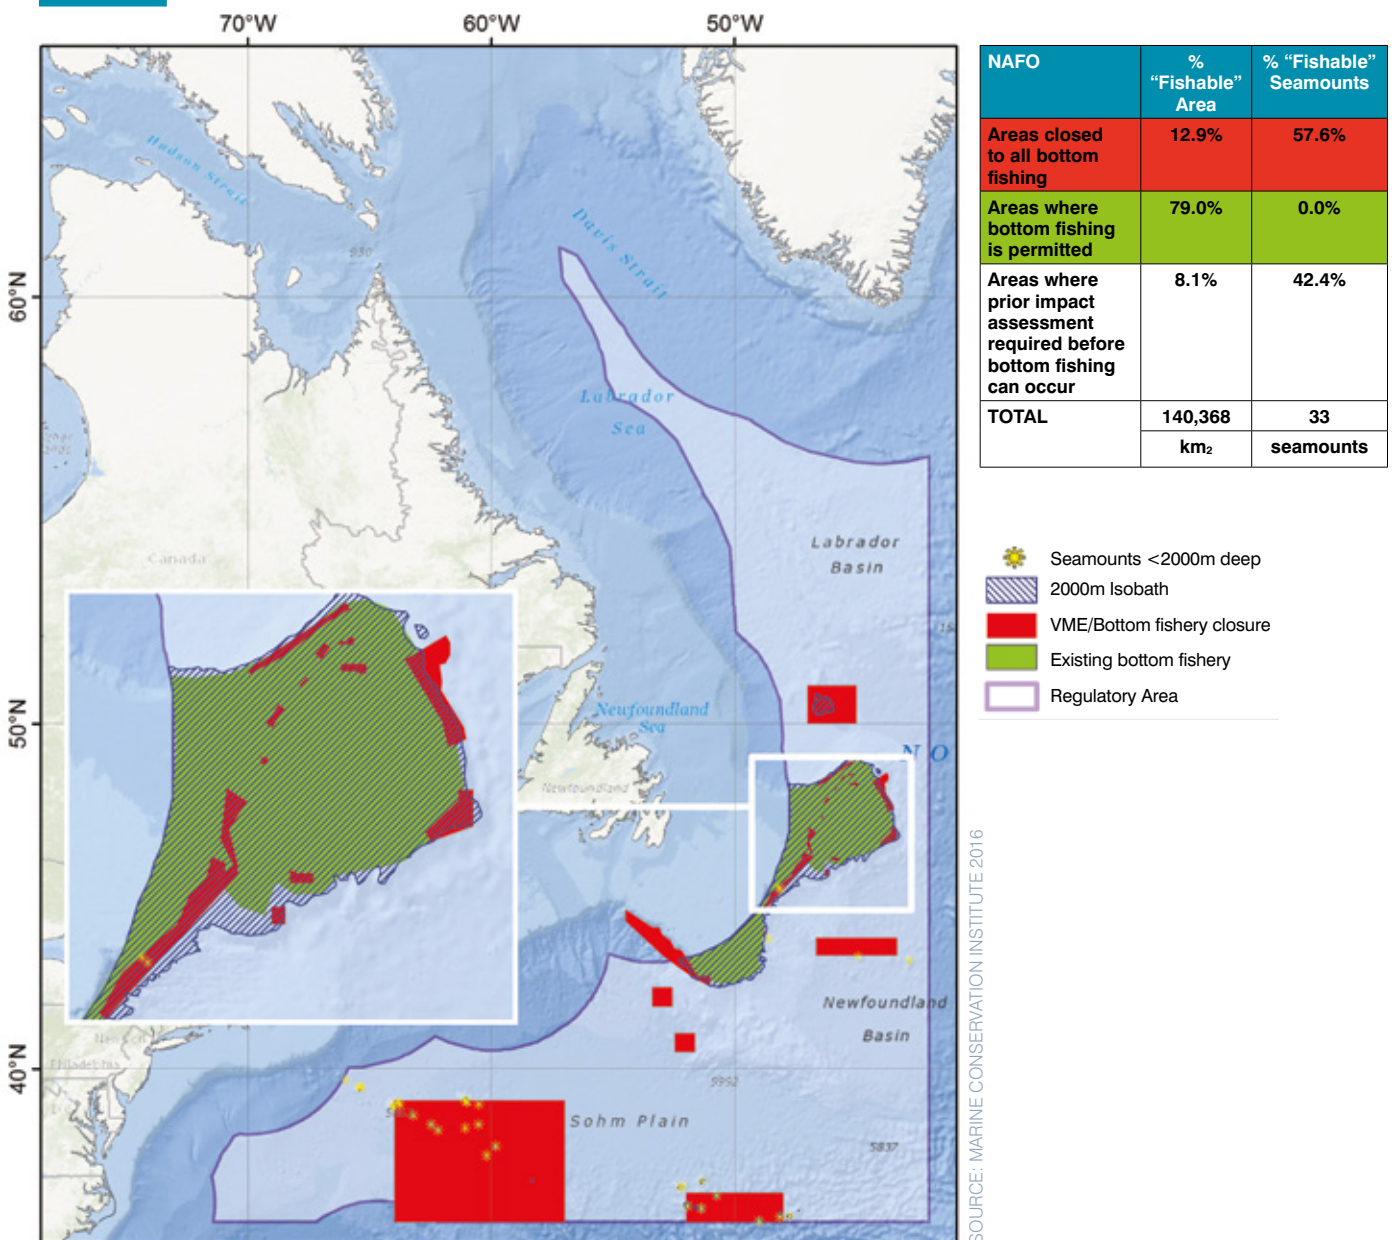 70°W
60°W
50°W
60°N
50°N
40°N
Hudson Strait
930
Davis Strait
Labrador
Sea
Labrador
Basin
Canada
Newfoundland
Sea
Newfoundland
N O
Newfoundland
Basin
Philadelphia
5992
Sohm Plain
5837
NAFO
%
“Fishable”
Area
% “Fishable”
Seamounts
Areas closed
to all bottom
fishing
12.9%
57.6%
Areas where
bottom fishing
is permitted
79.0%
0.0%
Areas where
prior impact
assessment
required before
bottom fishing
can occur
8.1%
42.4%
TOTAL
140,368
33
km2
seamounts
Seamounts <2000m deep
2000m Isobath
VME/Bottom fishery closure
Existing bottom fishery
Regulatory Area
SOURCE: MARINE CONSERVATION INSTITUTE 2016